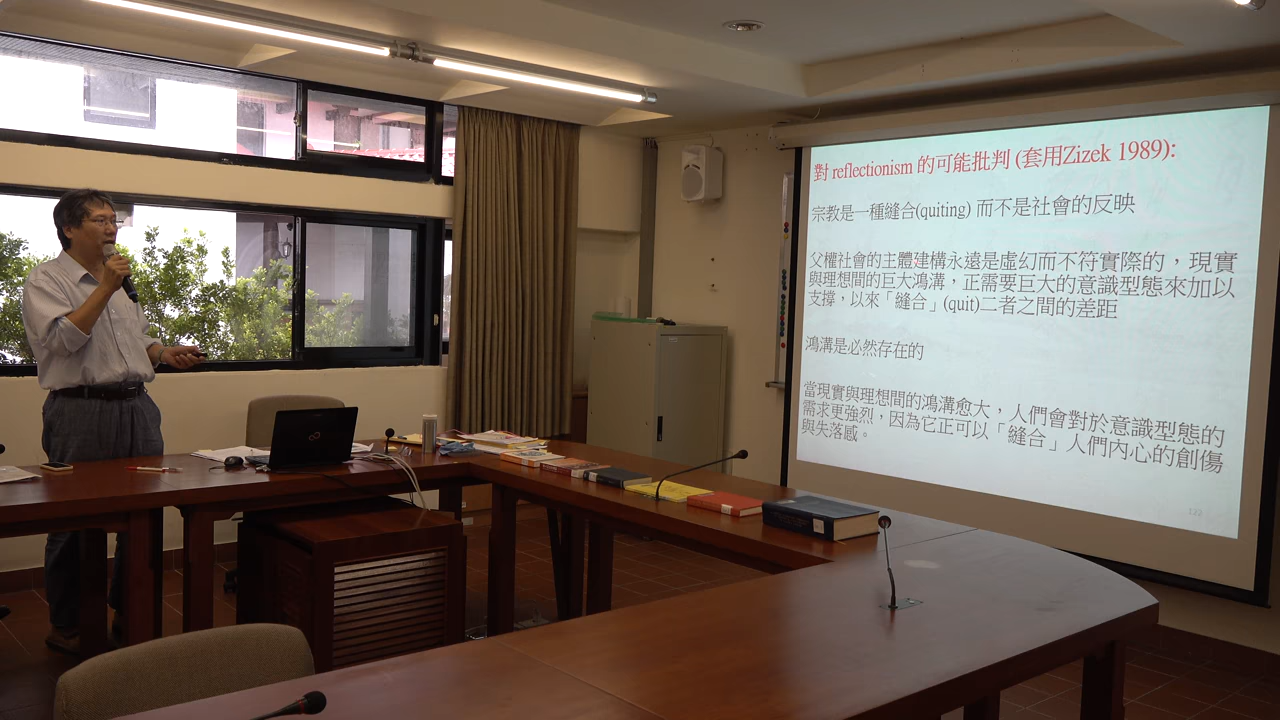 對 reflectionism 的可能批判 (套用Zizek 1989):
宗教是一種縫合(quiting) 而不是社會的反映
父權社會的主體建構永遠是虛幻而不符實際的，現實
與理想間的巨大鴻溝，正需要巨大的意識型態來加以
支撐，以來「縫合」(quit)二者之間的差距
鴻溝是必然存在的
當現實與理想間的鴻溝愈大，人們會對於意識型態的
需求更強烈，因為它正可以「縫合」人們內心的創傷
與失落感。